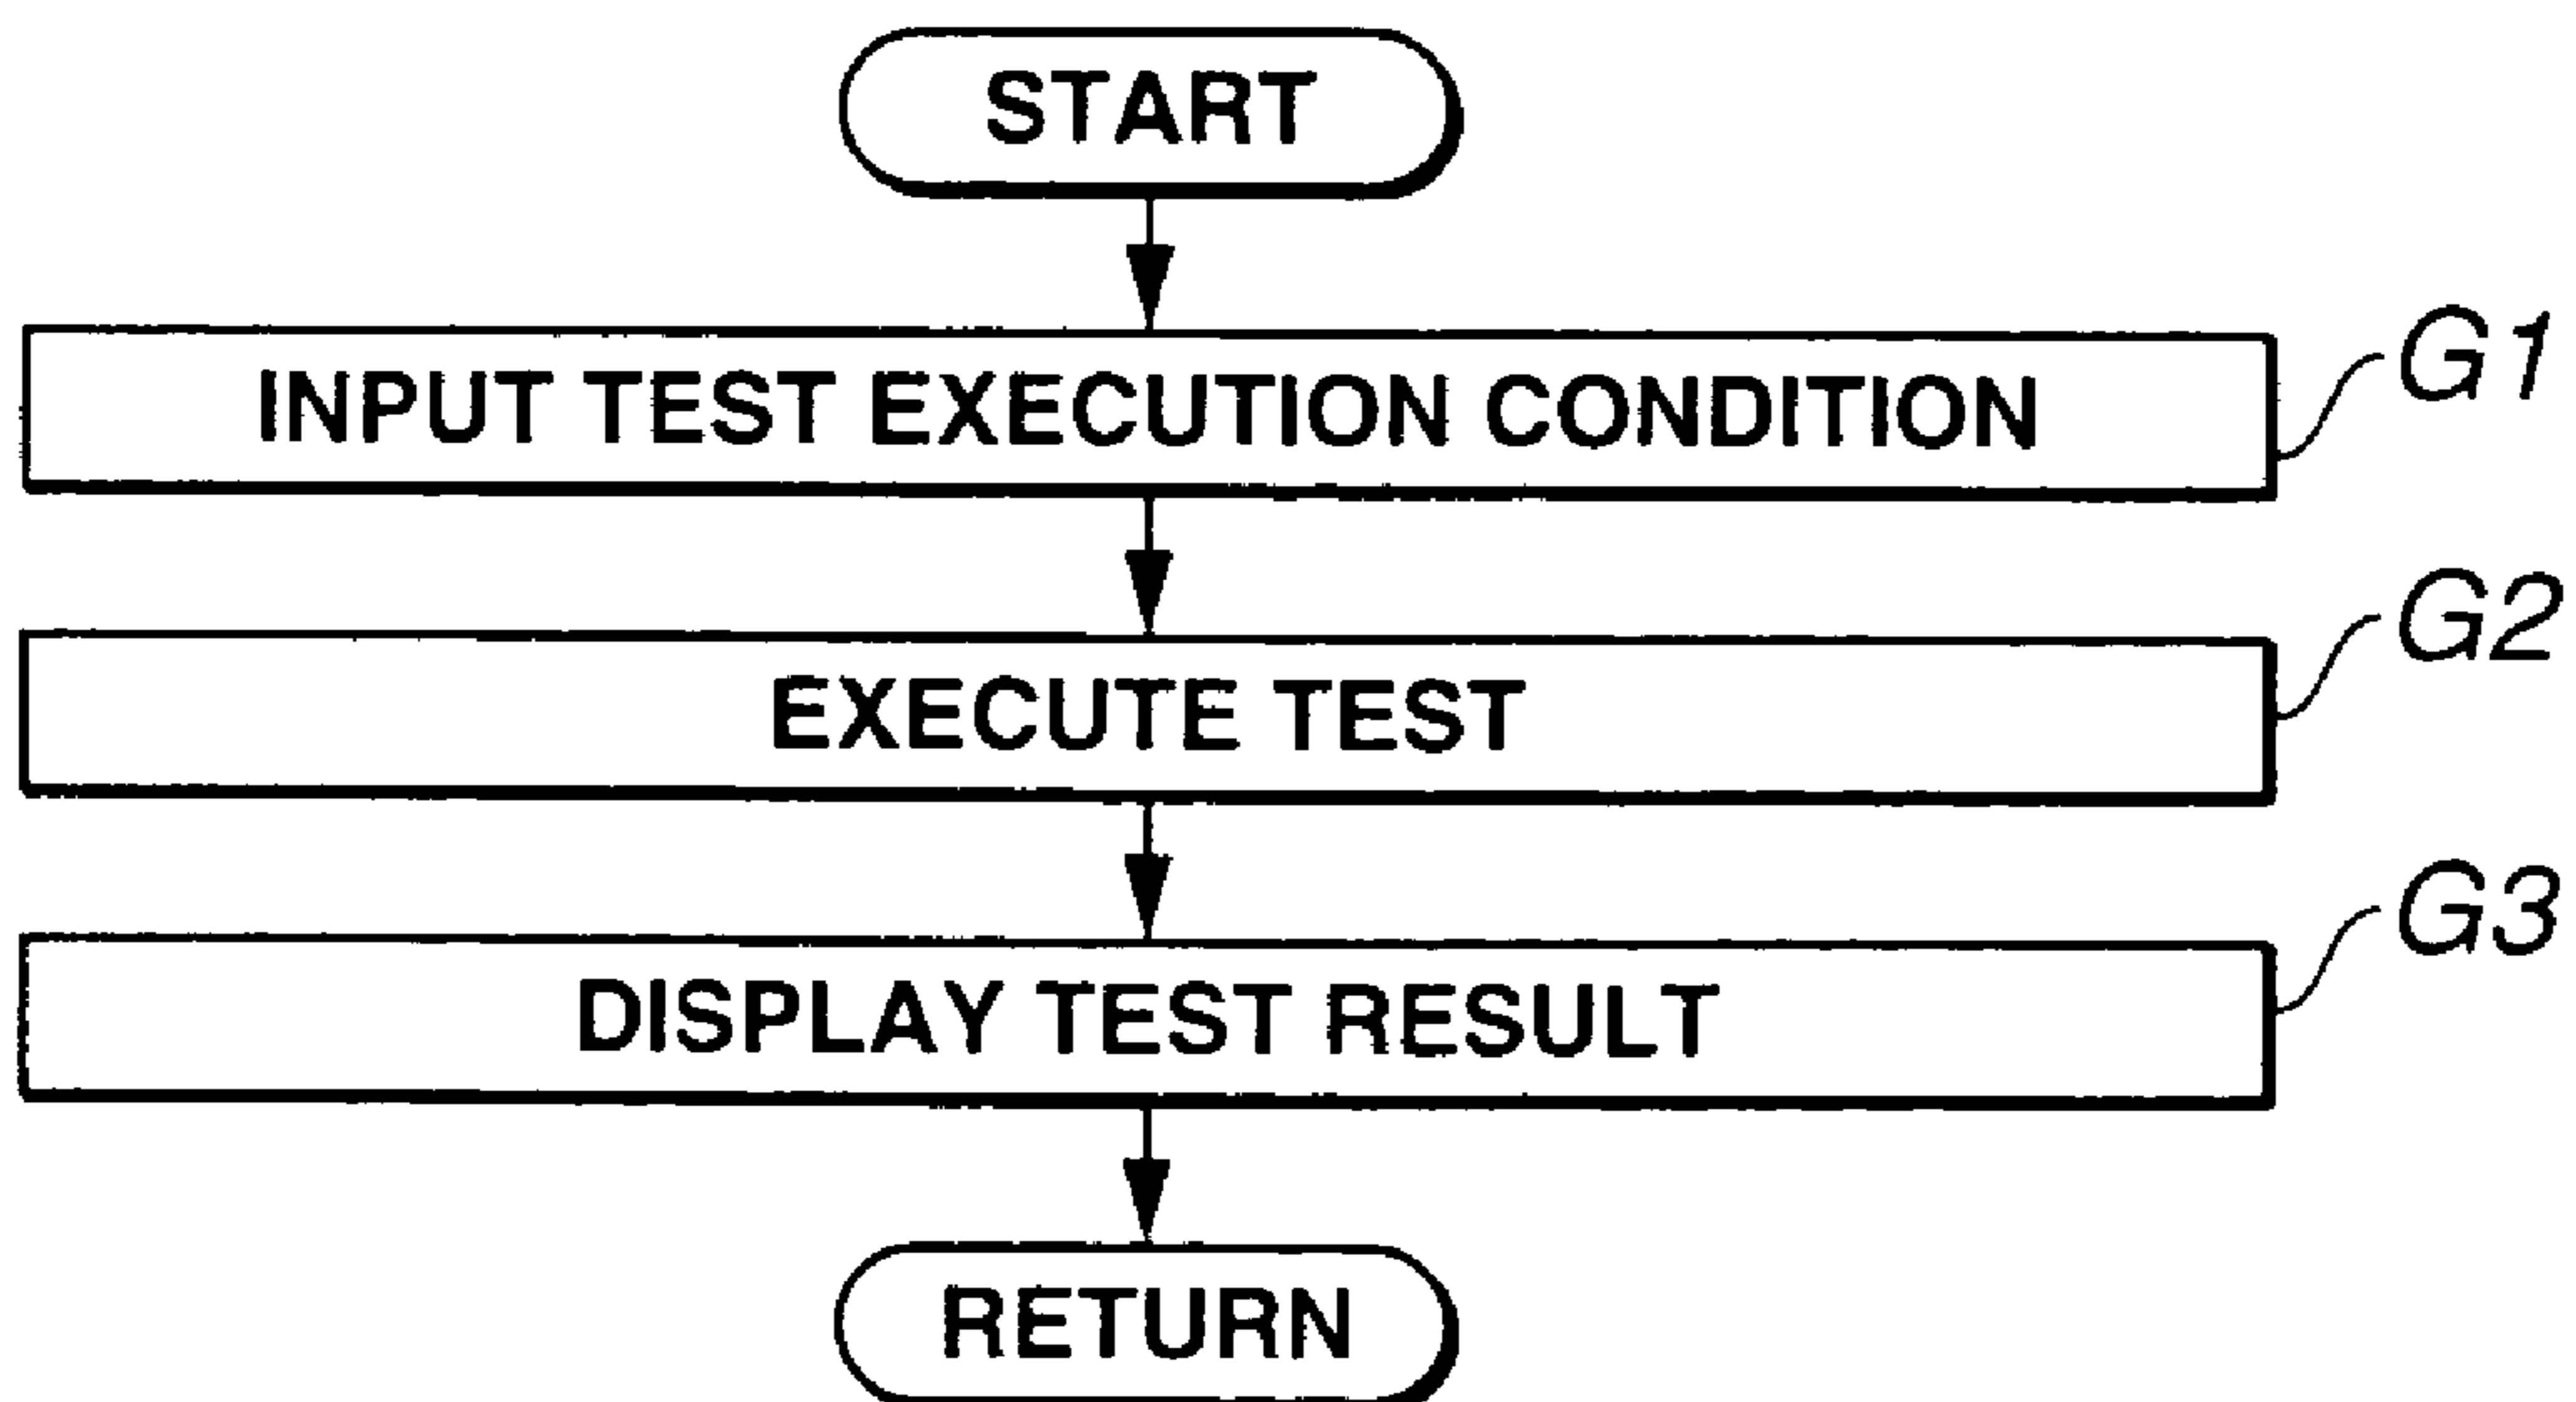 START
INPUT TEST EXECUTION CONDITION
G1
EXECUTE TEST
G2
DISPLAY TEST RESULT
G3
RETURN